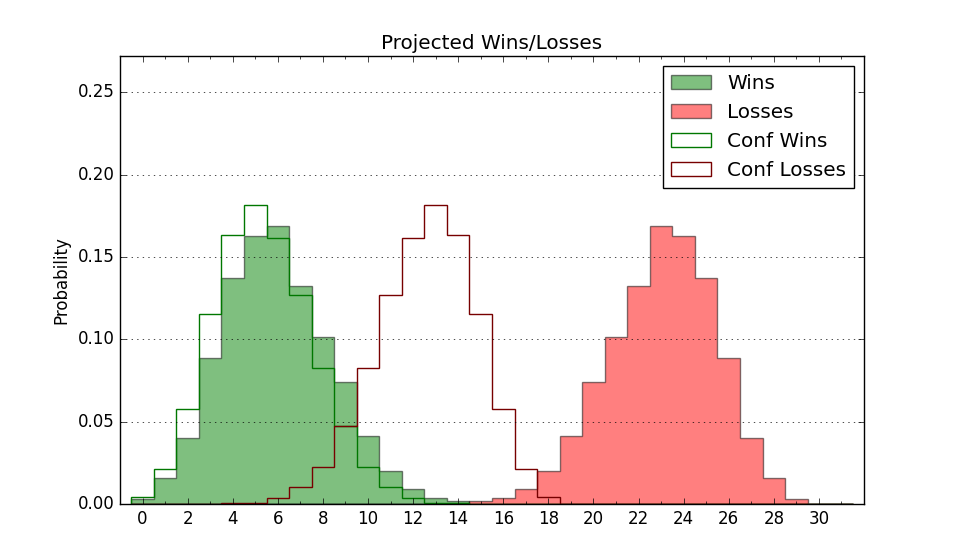 Projected Wins/Losses
Probability
0.25
0.20
0.15
0.10
0.05
0.00
0 2 4 6 8 10 12 14 16 18 20 22 24 26 28 30
Wins
Losses
Conf Wins
Conf Losses